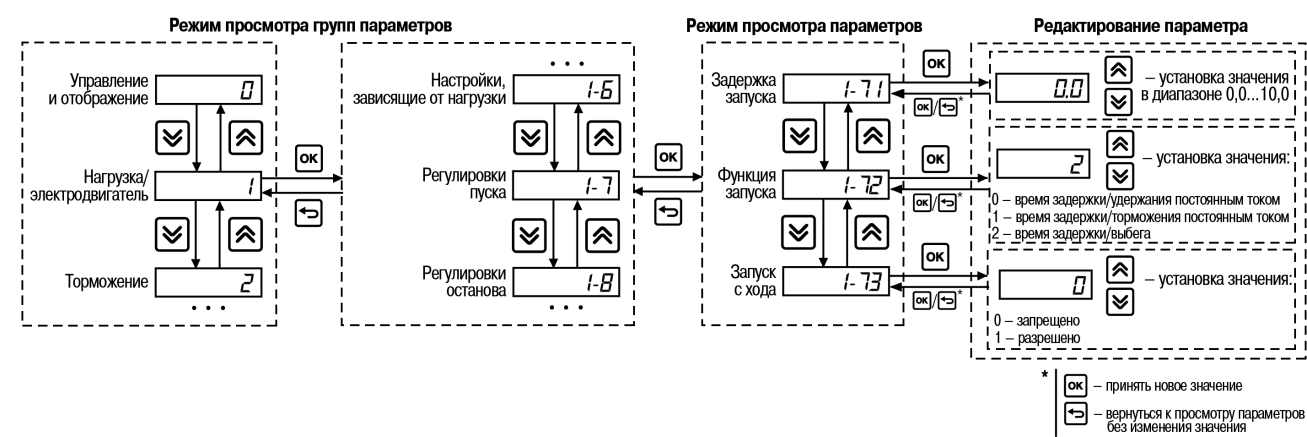 Режим просмотра групп параметров
Режим просмотра параметров
Редактирование параметра
Управление
и отображение
0
Нагрузка/
электродвигатель
1
Торможение
2
. . .
OK
. . .
Настройки,
зависящие от нагрузки
1-6
Регулировки
пуска
1-7
Регулировки
останова
1-8
. . .
OK
Задержка
запуска
1-71
Функция
запуска
1-72
Запуск
с хода
1-73
OK
OK/ *
OK
OK/ *
OK
OK/ *
0.0
– установка значения
в диапазоне 0,0...10,0
2
– установка значения:
0 – время задержки/удержания постоянным током
1 – время задержки/торможения постоянным током
2 – время задержки/выбега
0
– установка значения:
0 – запрещено
1 – разрешено
*
OK – принять новое значение
– вернуться к просмотру параметров
без изменения значения